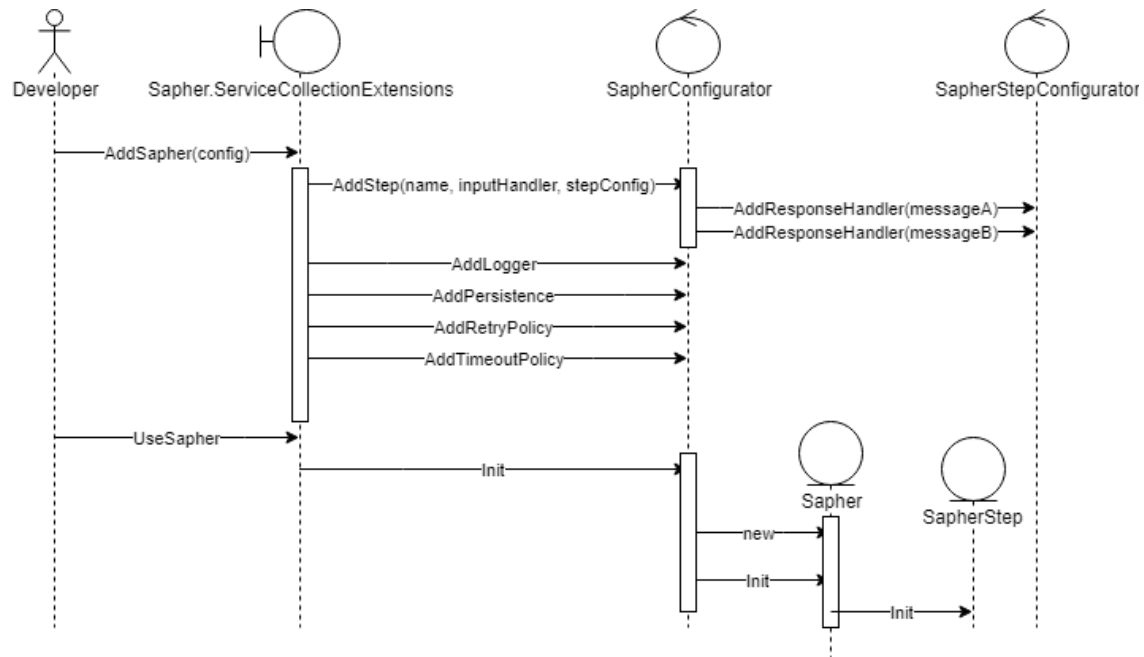 Developer
Sapher.ServiceCollectionExtensions
SapherConfigurator
SapherStepConfigurator
AddSapher(config)
AddStep(name, inputHandler, stepConfig)
AddResponseHandler(messageA)
AddResponseHandler(messageB)
AddLogger
AddPersistence
AddRetryPolicy
AddTimeoutPolicy
UseSapher
Init
Sapher
SapherStep
new
Init
Init